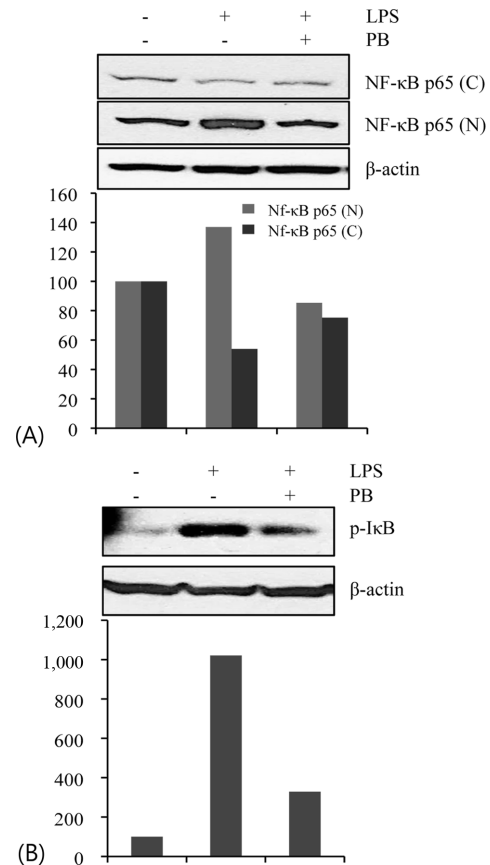 - + + LPS
- - + PB
NF-κB p65 (C)
NF-κB p65 (N)
β-actin
160
140
120
100
80
60
40
20
0
Nf-κB p65 (N)
Nf-κB p65 (C)
(A)
- + + LPS
- - + PB
p-IκB
β-actin
1,200
1,000
800
600
400
200
0
(B)